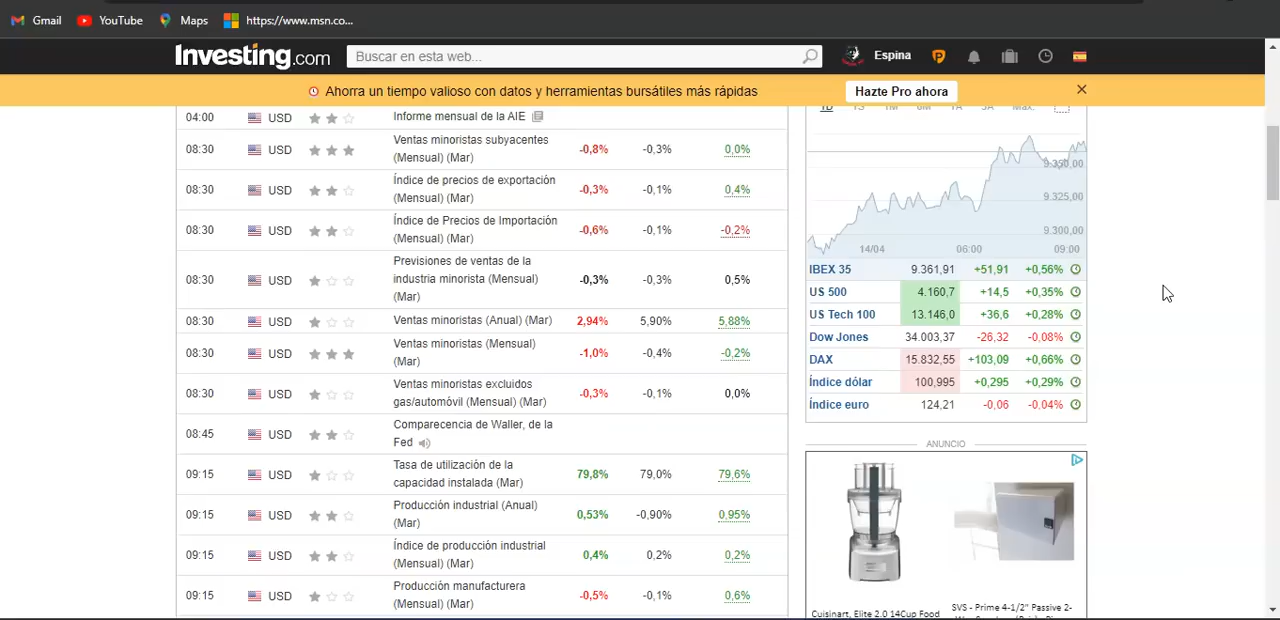 Gmail YouTube Maps https://www.msn.co...
Investing.com Buscar en esta web... Espina
Ahorra un tiempo valioso con datos y herramientas bursátiles más rápidas Hazte Pro ahora
04:00 USD Informe mensual de la AIE
08:30 USD Ventas minoristas subyacentes
(Mensual) (Mar) -0,8% -0,3% 0,0%
08:30 USD Índice de precios de exportación
(Mensual) (Mar) -0,3% -0,1% 0,4%
08:30 USD Índice de Precios de Importación
(Mensual) (Mar) -0,6% -0,1% -0,2%
08:30 USD Previsiones de ventas de la
industria minorista (Mensual)
(Mar) -0,3% -0,3% 0,5%
08:30 USD Ventas minoristas (Anual) (Mar) 2,94% 5,90% 5,88%
08:30 USD Ventas minoristas (Mensual)
(Mar) -1,0% -0,4% -0,2%
08:30 USD Ventas minoristas excluidos
gas/automóvil (Mensual) (Mar) -0,3% -0,1% 0,0%
08:45 USD Comparecencia de Waller, de la
Fed
09:15 USD Tasa de utilización de la
capacidad instalada (Mar) 79,8% 79,0% 79,6%
09:15 USD Producción industrial (Anual)
(Mar) 0,53% -0,90% 0,95%
09:15 USD Índice de producción industrial
(Mensual) (Mar) 0,4% 0,2% 0,2%
09:15 USD Producción manufacturera
(Mensual) (Mar) -0,5% -0,1% 0,6%
1D
9.350,00
9.325,00
9.300,00
14/04 06:00 09:00
IBEX 35 9.361,91 +51,91 +0,56%
US 500 4.160,7 +14,5 +0,35%
US Tech 100 13.146,0 +36,6 +0,28%
Dow Jones 34.003,37 -26,32 -0,08%
DAX 15.832,55 +103,09 +0,66%
Índice dólar 100,995 +0,295 +0,29%
Índice euro 124,21 -0,06 -0,04%
ANUNCIO
Cuisinart, Elite 2.0 14Cup Food
SVS - Prime 4-1/2" Passive 2-